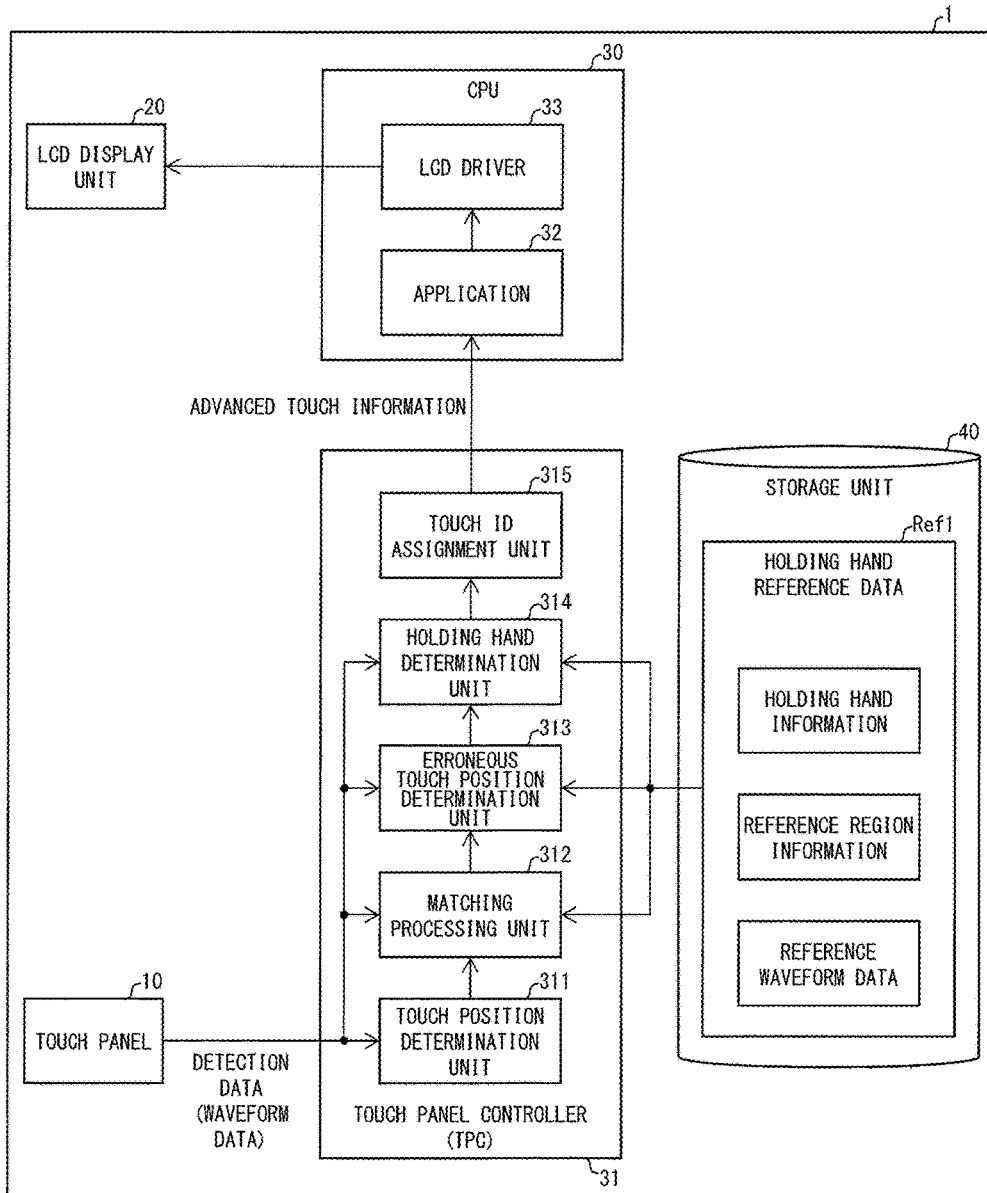 1
30
CPU
20
LCD DISPLAY
UNIT
33
LCD DRIVER
32
APPLICATION
ADVANCED TOUCH INFORMATION
40
STORAGE UNIT
Ref1
HOLDING HAND
REFERENCE DATA
HOLDING HAND
INFORMATION
REFERENCE REGION
INFORMATION
REFERENCE
WAVEFORM DATA
315
TOUCH ID
ASSIGNMENT UNIT
314
HOLDING HAND
DETERMINATION
UNIT
313
ERRONEOUS
TOUCH POSITION
DETERMINATION
UNIT
312
MATCHING
PROCESSING UNIT
311
TOUCH POSITION
DETERMINATION
UNIT
10
TOUCH PANEL
DETECTION
DATA
(WAVEFORM
DATA)
TOUCH PANEL CONTROLLER
(TPC)
31